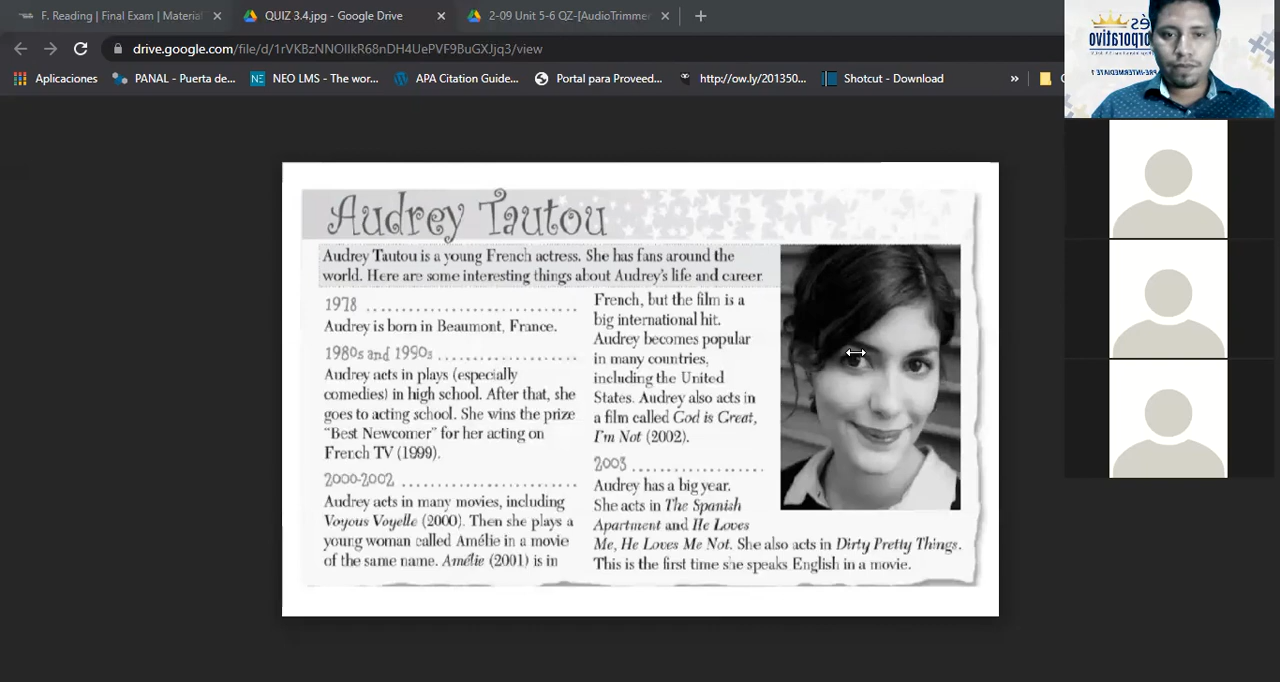 F. Reading | Final Exam | Material
QUIZ 3.4.jpg - Google Drive
2-09 Unit 5-6 QZ-[AudioTrimmer
drive.google.com/file/d/1rVKBzNNOIlkR68nDH4UePVF9BuGXJjq3/view
Aplicaciones
PANAL - Puerta de...
NEO LMS - The wor...
APA Citation Guide...
Portal para Proveed...
http://ow.ly/201350...
Shotcut - Download
»
PRE-INTERMEDIATE 1
Audrey Tautou
Audrey Tautou is a young French actress. She has fans around the
world. Here are some interesting things about Audrey's life and career.
1978
Audrey is born in Beaumont, France.
1980s and 1990s
Audrey acts in plays (especially
comedies) in high school. After that, she
goes to acting school. She wins the prize
"Best Newcomer" for her acting on
French TV (1999).
2000-2002
Audrey acts in many movies, including
Voyous Voyelle (2000). Then she plays a
young woman called Amélie in a movie
of the same name. Amélie (2001) is in
French, but the film is a
big international hit.
Audrey becomes popular
in many countries,
including the United
States. Audrey also acts in
a film called God is Great,
I'm Not (2002).
2003
Audrey has a big year.
She acts in The Spanish
Apartment and He Loves
Me, He Loves Me Not. She also acts in Dirty Pretty Things.
This is the first time she speaks English in a movie.